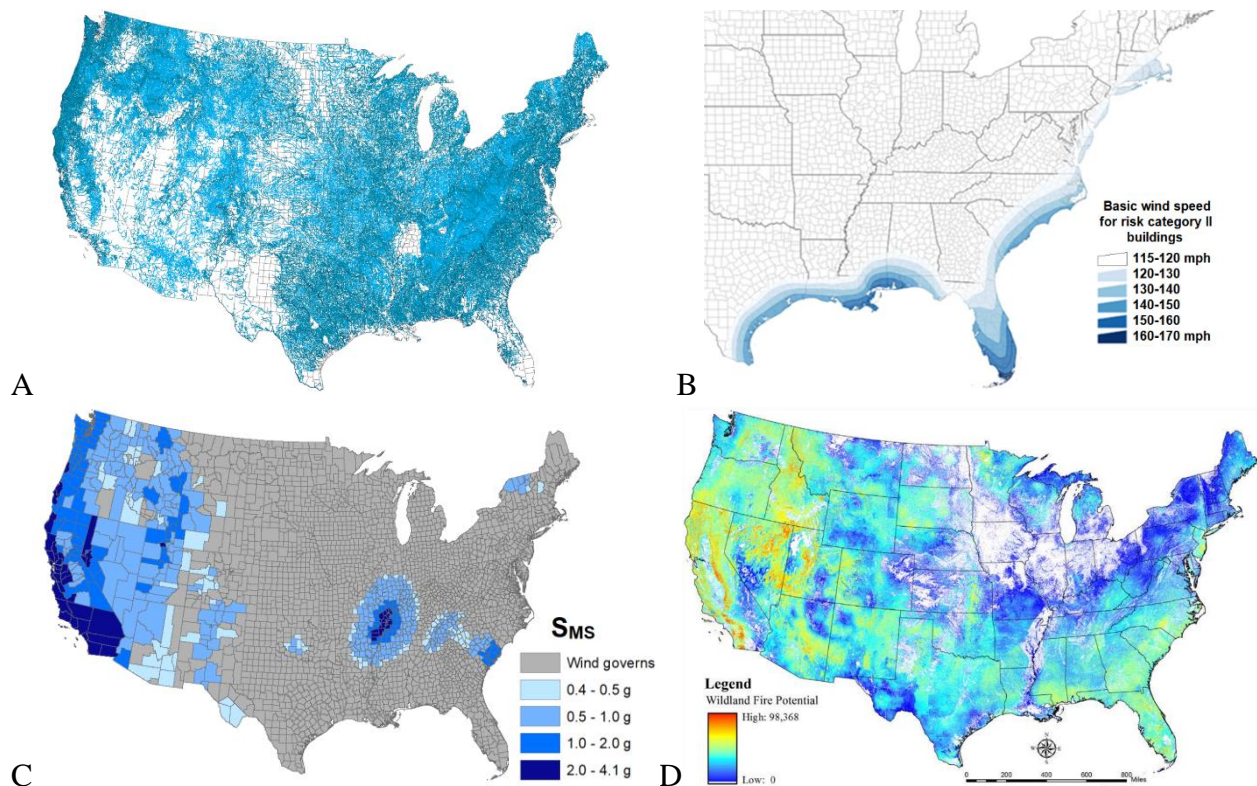 A
Basic wind speed
for risk category II
buildings
115-120 mph
120-130
130-140
140-150
150-160
160-170 mph
B
SMS
Wind governs
0.4 - 0.5 g
0.5 - 1.0 g
1.0 - 2.0 g
2.0 - 4.1 g
C
Legend
Wildland Fire Potential
High: 98,368
Low: 0
N
W E
S
0 200 400 600 800
Miles
D